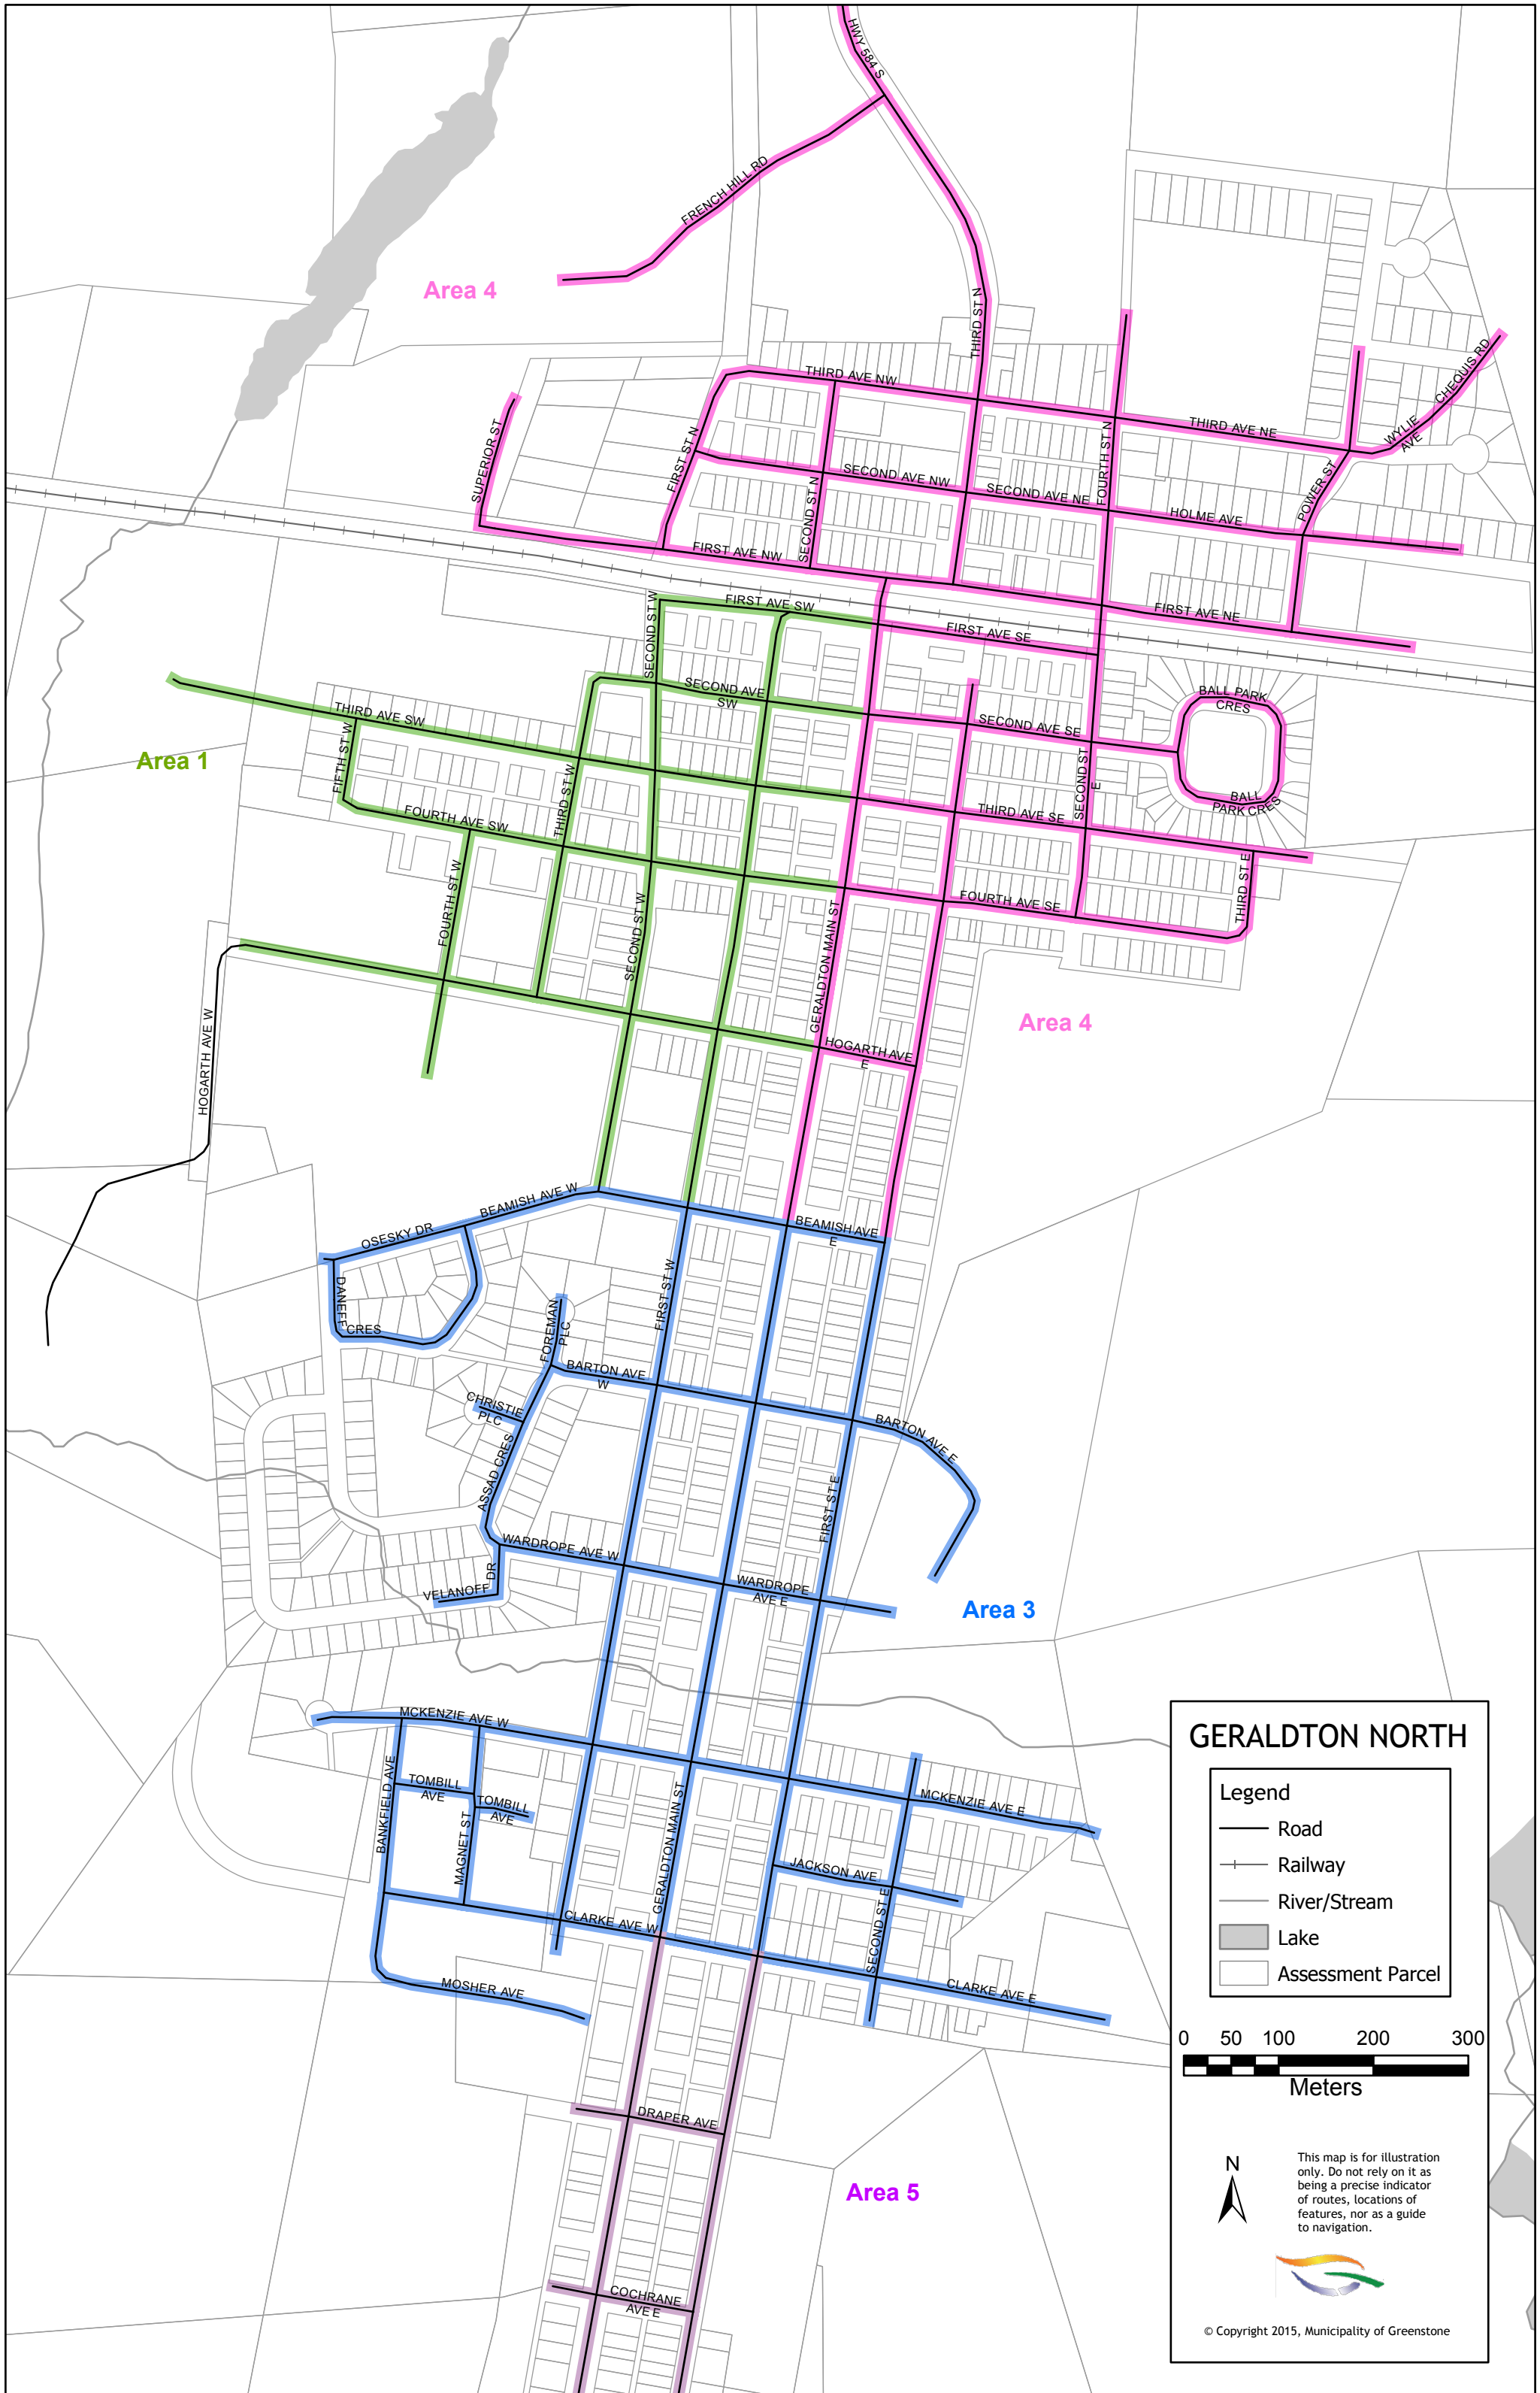 HWY 584 S
FRENCH HILL RD
Area 4
THIRD ST N
THIRD AVE NW
CHEQUIS RD
WYLIE
AVE
THIRD AVE NE
SUPERIOR ST
FIRST ST N
FOURTH ST N
SECOND AVE NW
SECOND AVE NE
POWER ST
HOLME AVE
SECOND ST N
FIRST AVE NW
FIRST AVE NE
FIRST AVE SW
FIRST AVE SE
SECOND ST W
SECOND AVE
SW
BALL PARK
CRES
THIRD AVE SW
SECOND AVE SE
Area 1
FIFTH ST W
THIRD ST W
SECOND ST
E
BALL
PARK CRES
FOURTH AVE SW
THIRD AVE SE
FOURTH ST W
SECOND ST W
GERALDTON MAIN ST
FOURTH AVE SE
THIRD ST E
Area 4
HOGARTH AVE W
HOGARTH AVE
E
BEAMISH AVE W
OSESKY DR
BEAMISH AVE
E
DANEFF
CRES
FIRST ST W
FOREMAN
PLC
BARTON AVE
W
CHRISTIE
PLC
BARTON AVE E
ASSAD CRES
FIRST ST E
WARDROPE AVE W
VELANOFF
DR
WARDROPE
AVE E
Area 3
MCKENZIE AVE W
BANKFIELD AVE
TOMBILL
AVE
TOMBILL
AVE
MAGNET ST
GERALDTON MAIN ST
MCKENZIE AVE E
JACKSON AVE
SECOND ST E
CLARKE AVE W
CLARKE AVE E
MOSHER AVE
DRAPER AVE
Area 5
COCHRANE
AVE E
GERALDTON NORTH
Legend
Road
Railway
River/Stream
Lake
Assessment Parcel
0 50 100 200 300
Meters
N
This map is for illustration
only. Do not rely on it as
being a precise indicator
of routes, locations of
features, nor as a guide
to navigation.
© Copyright 2015, Municipality of Greenstone